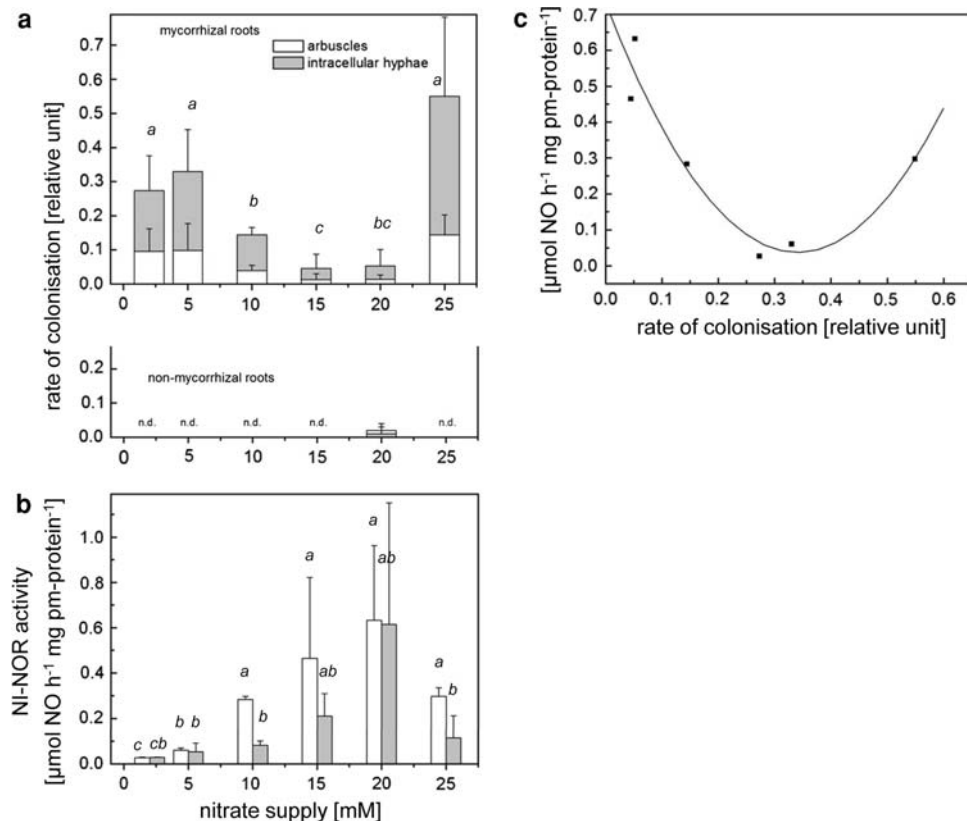 a
mycorrhizal roots
arbuscles
intracellular hyphae
0.7
0.6
0.5
0.4
0.3
0.2
0.1
0.0
a
a
b
c
bc
a
0 5 10 15 20 25
rate of colonisation [relative unit]
non-mycorrhizal roots
0.2
0.1
0.0
n.d. n.d. n.d. n.d. n.d.
0 5 10 15 20 25
b
NI-NOR activity
[µmol NO h⁻¹ mg pm-protein⁻¹]
1.0
0.8
0.6
0.4
0.2
0.0
c cb b b a b a ab a ab a b
0 5 10 15 20 25
nitrate supply [mM]
c
[µmol NO h⁻¹ mg pm-protein⁻¹]
0.7
0.6
0.5
0.4
0.3
0.2
0.1
0.0
0.0 0.1 0.2 0.3 0.4 0.5 0.6
rate of colonisation [relative unit]